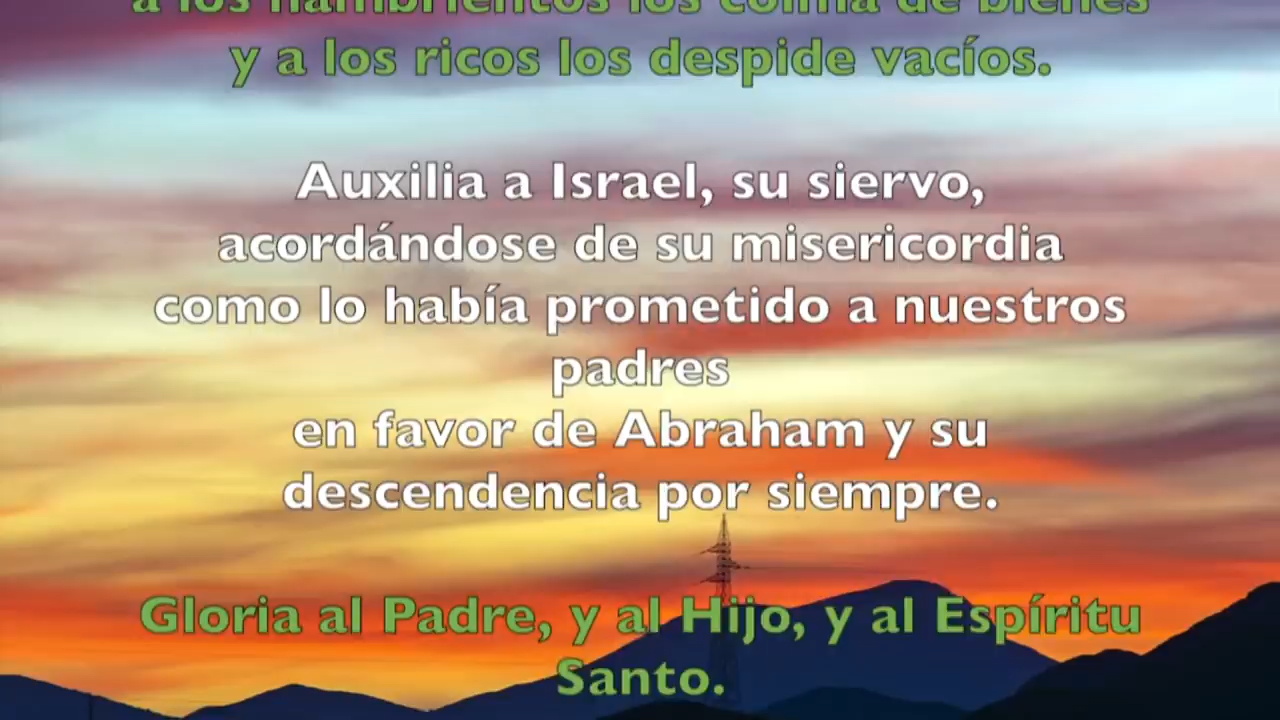 a los hambrientos los colma de bienes
y a los ricos los despide vacíos.
Auxilia a Israel, su siervo,
acordándose de su misericordia
como lo había prometido a nuestros
padres
en favor de Abraham y su
descendencia por siempre.
Gloria al Padre, y al Hijo, y al Espíritu
Santo.